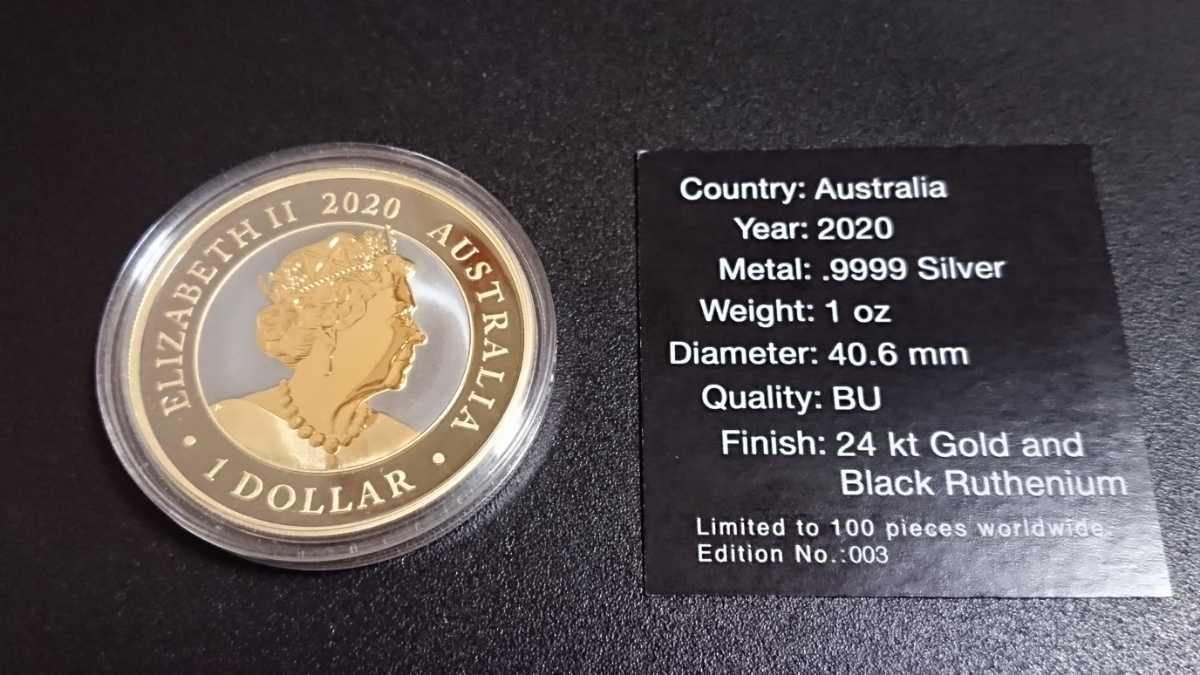 ELIZABETH II 2020 AUSTRALIA
• 1 DOLLAR •
Country: Australia
Year: 2020
Metal: .9999 Silver
Weight: 1 oz
Diameter: 40.6 mm
Quality: BU
Finish: 24 kt Gold and
Black Ruthenium
Limited to 100 pieces worldwide.
Edition No.:003